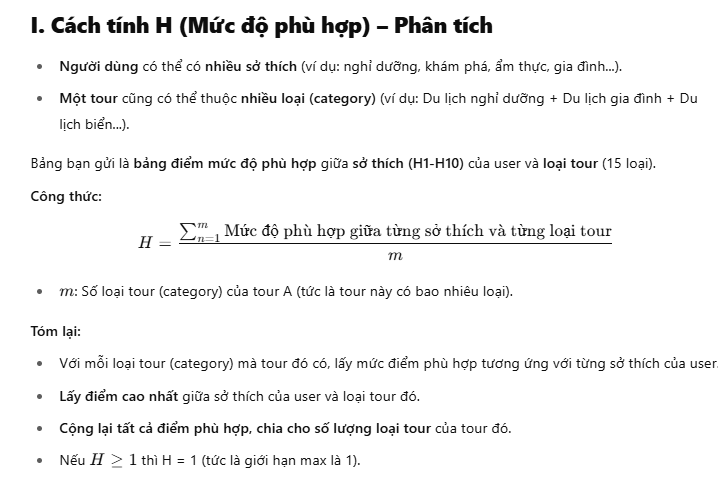 I. Cách tính H (Mức độ phù hợp) – Phân tích
• Người dùng có thể có nhiều sở thích (ví dụ: nghỉ dưỡng, khám phá, ẩm thực, gia đình...).
• Một tour cũng có thể thuộc nhiều loại (category) (ví dụ: Du lịch nghỉ dưỡng + Du lịch gia đình + Du
lịch biển...).
Bảng bạn gửi là bảng điểm mức độ phù hợp giữa sở thích (H1-H10) của user và loại tour (15 loại).
Công thức:
H = \frac{\sum_{n=1}^{m} Mức độ phù hợp giữa từng sở thích và từng loại tour}{m}
• m: Số loại tour (category) của tour A (tức là tour này có bao nhiêu loại).
Tóm lại:
• Với mỗi loại tour (category) mà tour đó có, lấy mức điểm phù hợp tương ứng với từng sở thích của user.
• Lấy điểm cao nhất giữa sở thích của user và loại tour đó.
• Cộng lại tất cả điểm phù hợp, chia cho số lượng loại tour của tour đó.
• Nếu H ≥ 1 thì H = 1 (tức là giới hạn max là 1).